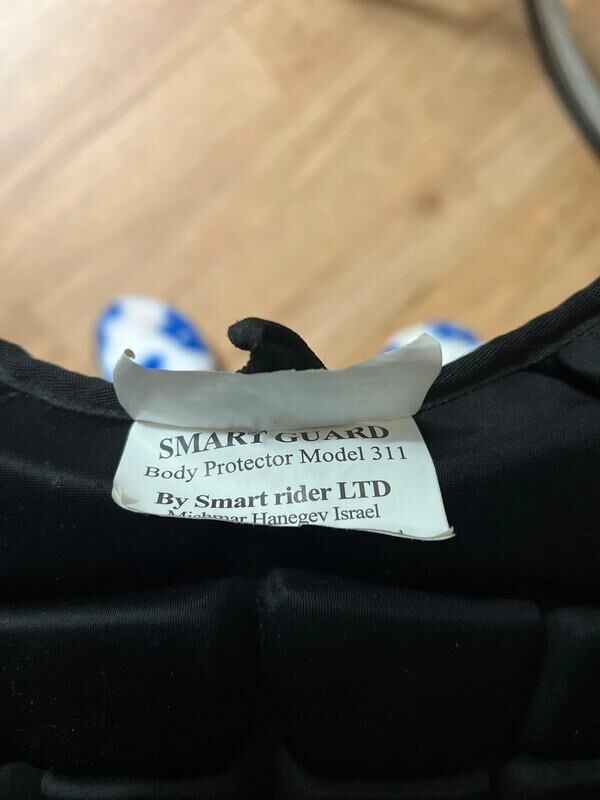 SMART GUARD
Body Protector Model 311
By Smart rider LTD
Mishmar Hanegev Israel